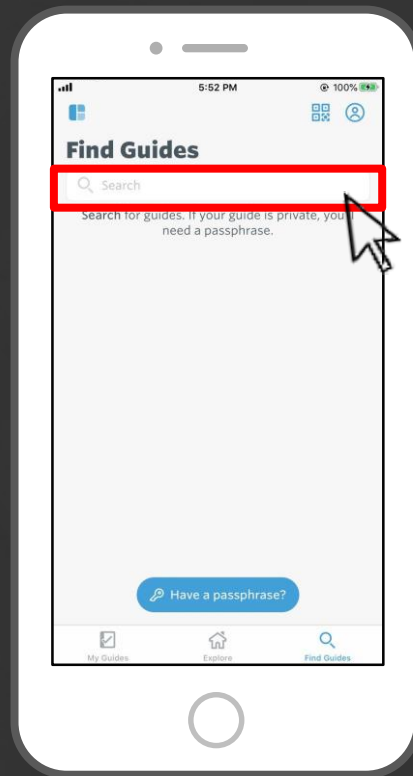 5:52 PM
100%
Find Guides
Search
Search for guides. If your guide is private, you'll
need a passphrase.
Have a passphrase?
My Guides
Explore
Find Guides